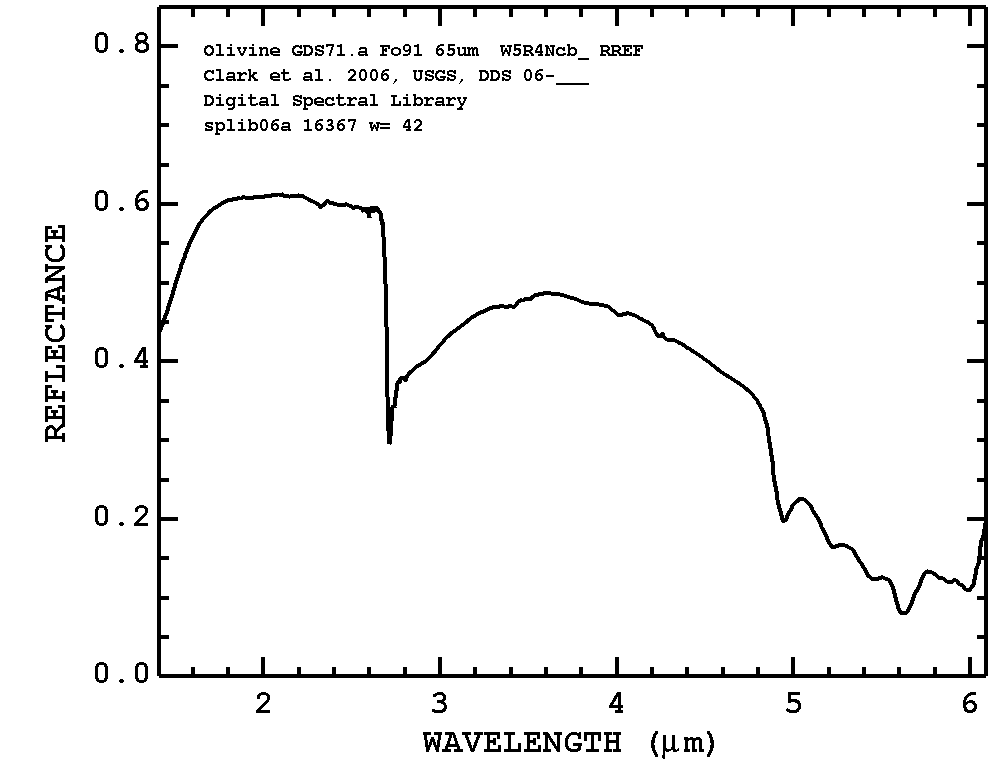 Olivine GDS71.a Fo91 65um W5R4Ncb_ RREF
Clark et al. 2006, USGS, DDS 06-___
Digital Spectral Library
splib06a 16367 w= 42
0.8
0.6
0.4
0.2
0.0
REFLECTANCE
2 3 4 5 6
WAVELENGTH (μm)